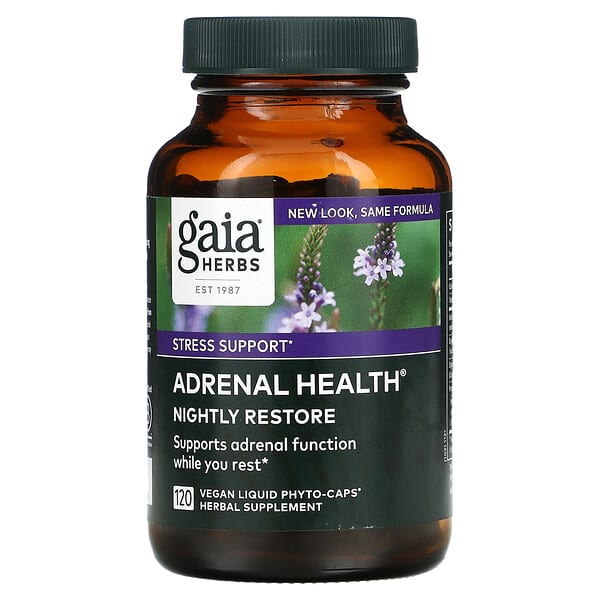 NEW LOOK, SAME FORMULA
gaia®
HERBS
EST 1987
STRESS SUPPORT*
ADRENAL HEALTH®
NIGHTLY RESTORE
Supports adrenal function
while you rest*
120 VEGAN LIQUID PHYTO-CAPS®
HERBAL SUPPLEMENT